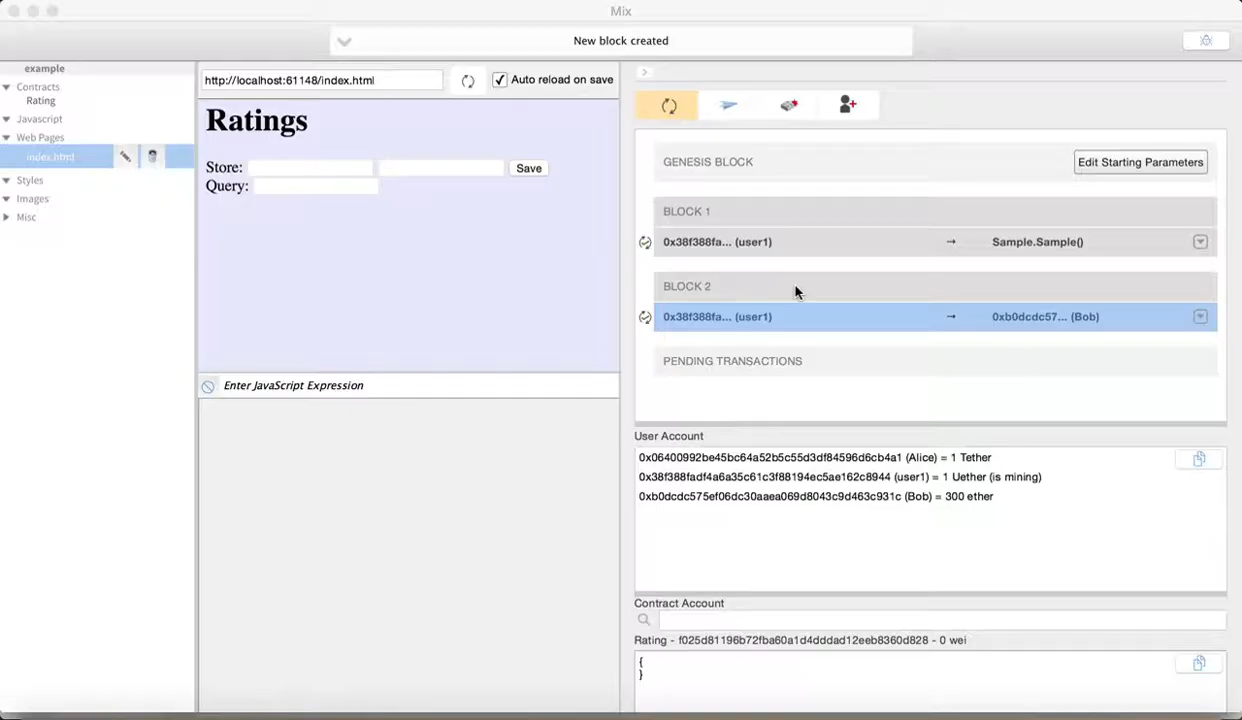 Mix
New block created
example
Contracts
Rating
Javascript
Web Pages
index.html
Styles
Images
Misc
http://localhost:61148/index.html
Auto reload on save
Ratings
Store:
Save
Query:
Enter JavaScript Expression
GENESIS BLOCK
Edit Starting Parameters
BLOCK 1
0x38f388fa... (user1) → Sample.Sample()
BLOCK 2
0x38f388fa... (user1) → 0xb0dcdc57... (Bob)
PENDING TRANSACTIONS
User Account
0x06400992be45bc64a52b5c55d3df84596d6cb4a1 (Alice) = 1 Tether
0x38f388fadf4a6a35c61c3f88194ec5ae162c8944 (user1) = 1 Uether (is mining)
0xb0dcdc575ef06dc30aaea069d8043c9d463c931c (Bob) = 300 ether
Contract Account
Rating - f025d81196b72fba60a1d4dddad12eeb8360d828 - 0 wei
{
}